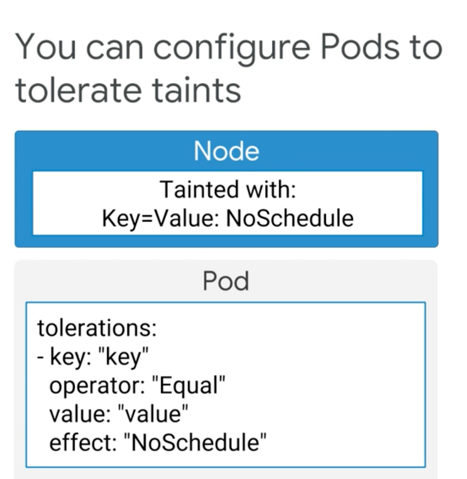 You can configure Pods to
tolerate taints
Node
Tainted with:
Key=Value: NoSchedule
Pod
tolerations:
- key: "key"
operator: "Equal"
value: "value"
effect: "NoSchedule"